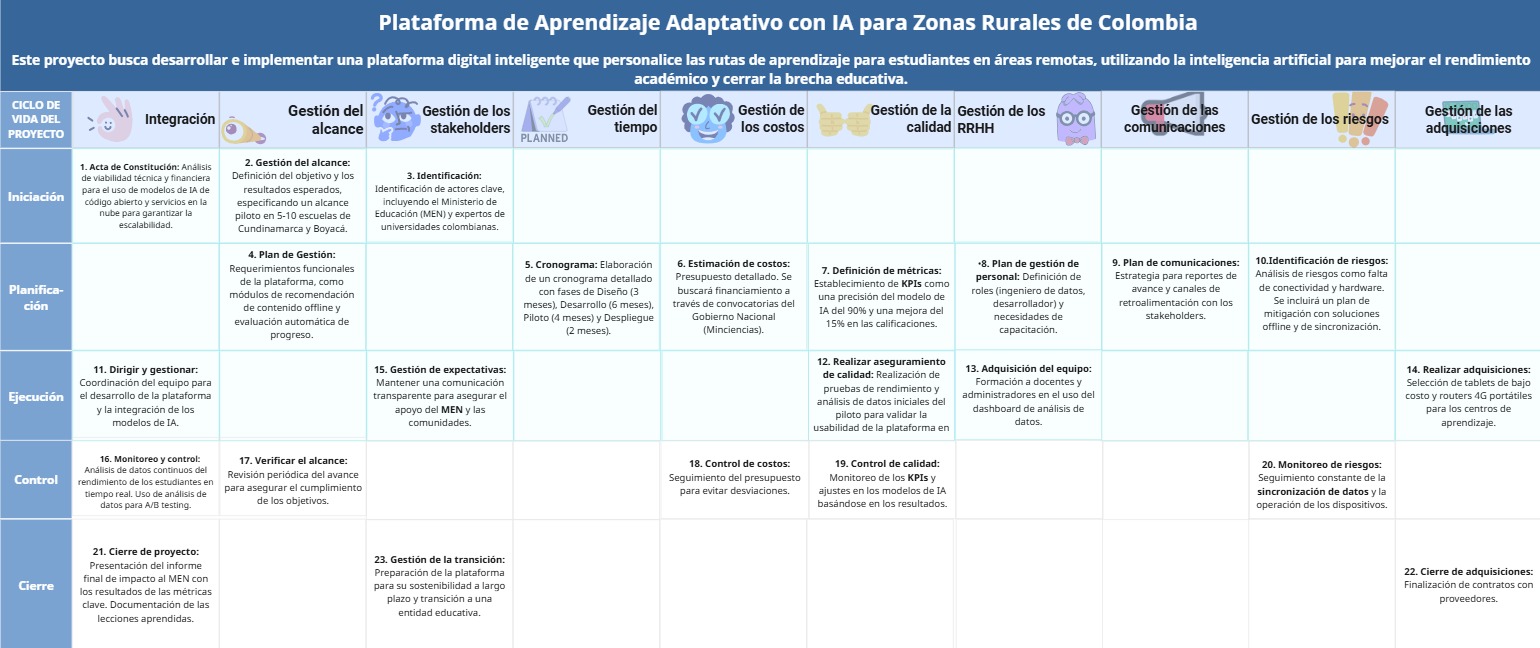 Plataforma de Aprendizaje Adaptativo con IA para Zonas Rurales de Colombia
Este proyecto busca desarrollar e implementar una plataforma digital inteligente que personalice las rutas de aprendizaje para estudiantes en áreas remotas, utilizando la inteligencia artificial para mejorar el rendimiento
académico y cerrar la brecha educativa.
CICLO DE
VIDA DEL
PROYECTO
Integración
Gestión del
alcance
Gestión de los
stakeholders
PLANNED
Gestión del
tiempo
Gestión de
los costos
Gestión de la
calidad
Gestión de los
RRHH
Gestión de las
comunicaciones
Gestión de los riesgos
Gestión de las
adquisiciones
Iniciación
1. Acta de Constitución: Análisis
de viabilidad técnica y financiera
para el uso de modelos de IA de
código abierto y servicios en la
nube para garantizar la
escalabilidad.
2. Gestión del alcance:
Definición del objetivo y los
resultados esperados,
especificando un alcance
piloto en 5-10 escuelas de
Cundinamarca y Boyacá.
3. Identificación:
Identificación de actores clave,
incluyendo el Ministerio de
Educación (MEN) y expertos de
universidades colombianas.
Planifica-
ción
4. Plan de Gestión:
Requerimientos funcionales
de la plataforma, como
módulos de recomendación
de contenido offline y
evaluación automática de
progreso.
5. Cronograma: Elaboración
de un cronograma detallado
con fases de Diseño (3
meses), Desarrollo (6 meses),
Piloto (4 meses) y Despliegue
(2 meses).
6. Estimación de costos:
Presupuesto detallado. Se
buscará financiamiento a
través de convocatorias del
Gobierno Nacional
(Minciencias).
7. Definición de métricas:
Establecimiento de KPIs como
una precisión del modelo de
IA del 90% y una mejora del
15% en las calificaciones.
*8. Plan de gestión de
personal: Definición de
roles (ingeniero de datos,
desarrollador) y
necesidades de
capacitación.
9. Plan de comunicaciones:
Estrategia para reportes de
avance y canales de
retroalimentación con los
stakeholders.
10.Identificación de riesgos:
Análisis de riesgos como falta
de conectividad y hardware.
Se incluirá un plan de
mitigación con soluciones
offline y de sincronización.
Ejecución
11. Dirigir y gestionar:
Coordinación del equipo para
el desarrollo de la plataforma
y la integración de los
modelos de IA.
15. Gestión de expectativas:
Mantener una comunicación
transparente para asegurar el
apoyo del MEN y las
comunidades.
12. Realizar aseguramiento
de calidad: Realización de
pruebas de rendimiento y
análisis de datos iniciales del
piloto para validar la
usabilidad de la plataforma en
13. Adquisición del equipo:
Formación a docentes y
administradores en el uso del
dashboard de análisis de
datos.
14. Realizar adquisiciones:
Selección de tablets de bajo
costo y routers 4G portátiles
para los centros de
aprendizaje.
Control
16. Monitoreo y control:
Análisis de datos continuos del
rendimiento de los estudiantes en
tiempo real. Uso de análisis de
datos para A/B testing.
17. Verificar el alcance:
Revisión periódica del avance
para asegurar el cumplimiento
de los objetivos.
18. Control de costos:
Seguimiento del presupuesto
para evitar desviaciones.
19. Control de calidad:
Monitoreo de los KPIs y
ajustes en los modelos de IA
basándose en los resultados.
20. Monitoreo de riesgos:
Seguimiento constante de la
sincronización de datos y la
operación de los dispositivos.
Cierre
21. Cierre de proyecto:
Presentación del informe
final de impacto al MEN con
los resultados de las métricas
clave. Documentación de las
lecciones aprendidas.
23. Gestión de la transición:
Preparación de la plataforma
para su sostenibilidad a largo
plazo y transición a una
entidad educativa.
22. Cierre de adquisiciones:
Finalización de contratos con
proveedores.